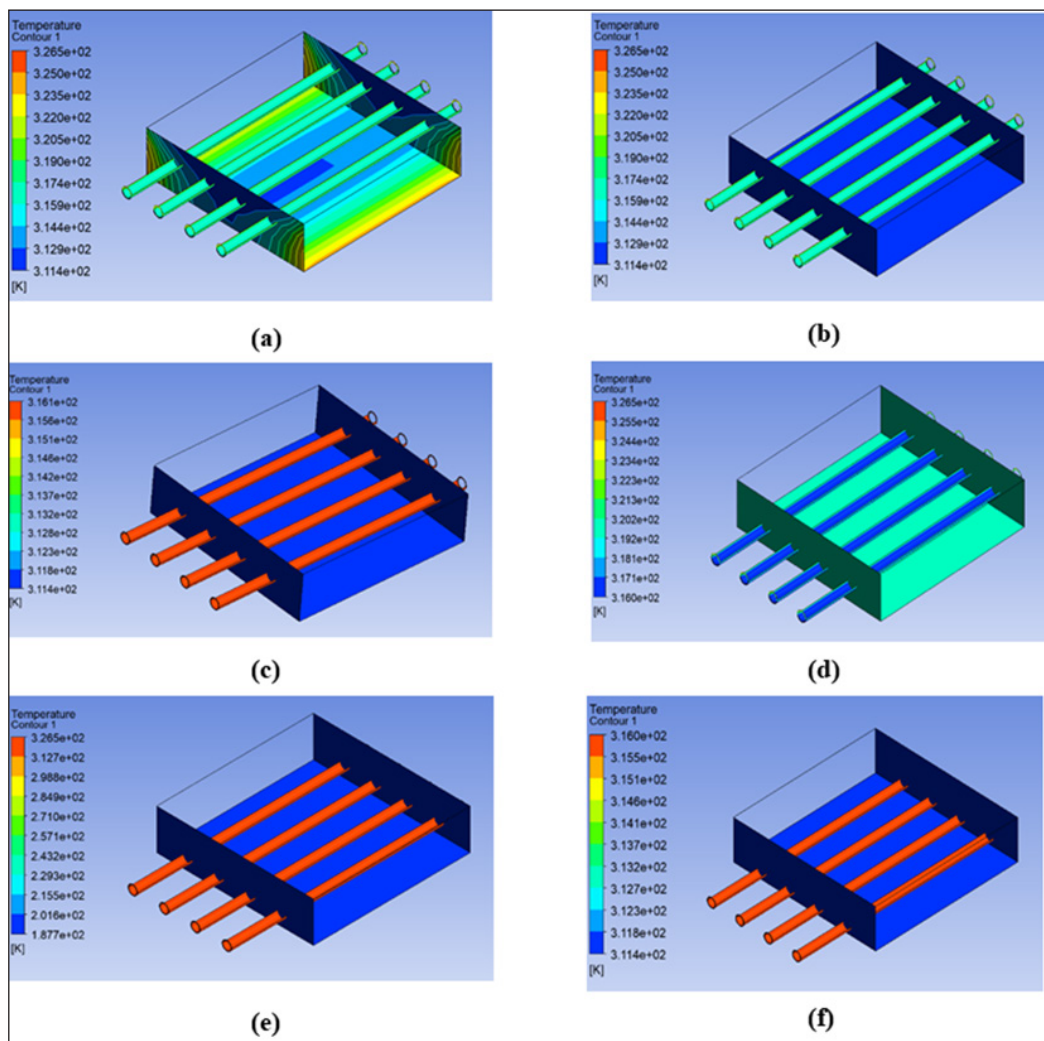 Temperature
Contour 1
3.265e+02
3.250e+02
3.235e+02
3.220e+02
3.205e+02
3.190e+02
3.174e+02
3.159e+02
3.144e+02
3.129e+02
3.114e+02
[K]
(a)
Temperature
Contour 1
3.265e+02
3.250e+02
3.235e+02
3.220e+02
3.205e+02
3.190e+02
3.174e+02
3.159e+02
3.144e+02
3.129e+02
3.114e+02
[K]
(b)
Temperature
Contour 1
3.161e+02
3.156e+02
3.151e+02
3.146e+02
3.142e+02
3.137e+02
3.132e+02
3.128e+02
3.123e+02
3.118e+02
3.114e+02
[K]
(c)
Temperature
Contour 1
3.265e+02
3.255e+02
3.244e+02
3.234e+02
3.223e+02
3.213e+02
3.202e+02
3.192e+02
3.181e+02
3.171e+02
3.160e+02
[K]
(d)
Temperature
Contour 1
3.265e+02
3.127e+02
2.988e+02
2.849e+02
2.710e+02
2.571e+02
2.432e+02
2.293e+02
2.155e+02
2.016e+02
1.877e+02
[K]
(e)
Temperature
Contour 1
3.160e+02
3.155e+02
3.151e+02
3.146e+02
3.141e+02
3.137e+02
3.132e+02
3.127e+02
3.123e+02
3.118e+02
3.114e+02
[K]
(f)